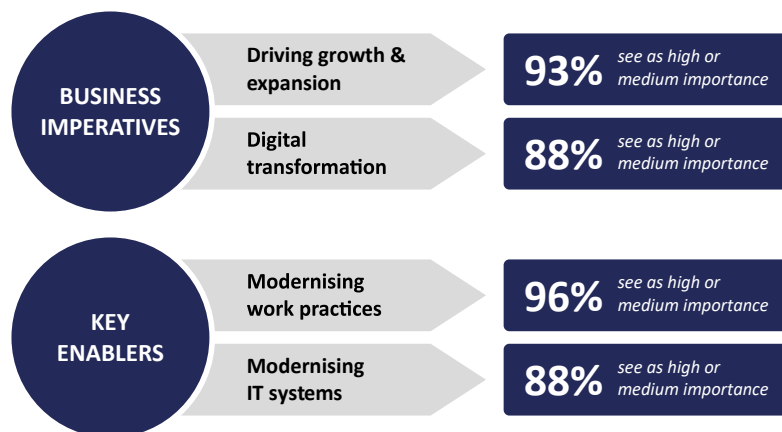 BUSINESS
IMPERATIVES
Driving growth &
expansion
93%
see as high or
medium importance
Digital
transformation
88%
see as high or
medium importance
KEY
ENABLERS
Modernising
work practices
96%
see as high or
medium importance
Modernising
IT systems
88%
see as high or
medium importance